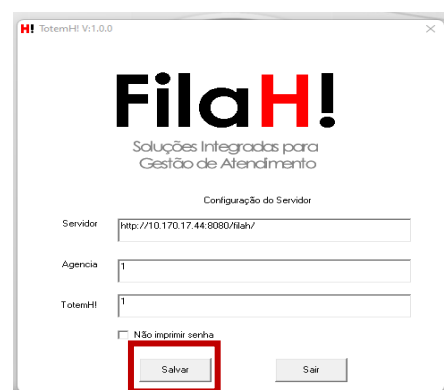 H! TotemH! V:1.0.0
FilaH!
Soluções Integradas para
Gestão de Atendimento
Configuração do Servidor
Servidor http://10.170.17.44:8080/filah/
Agencia 1
TotemH! 1
Não imprimir senha
Salvar Sair